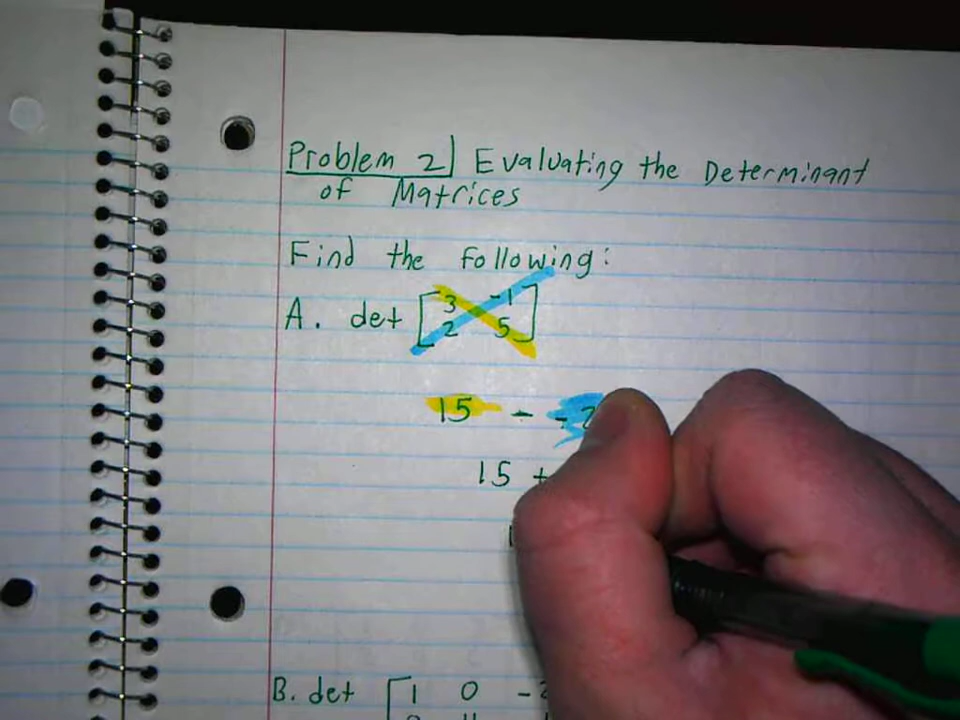 Problem 2 Evaluating the Determinant
of Matrices
Find the following:
A. det [3 -1
2 5]
15 - -2
15 +
B. det [1 0